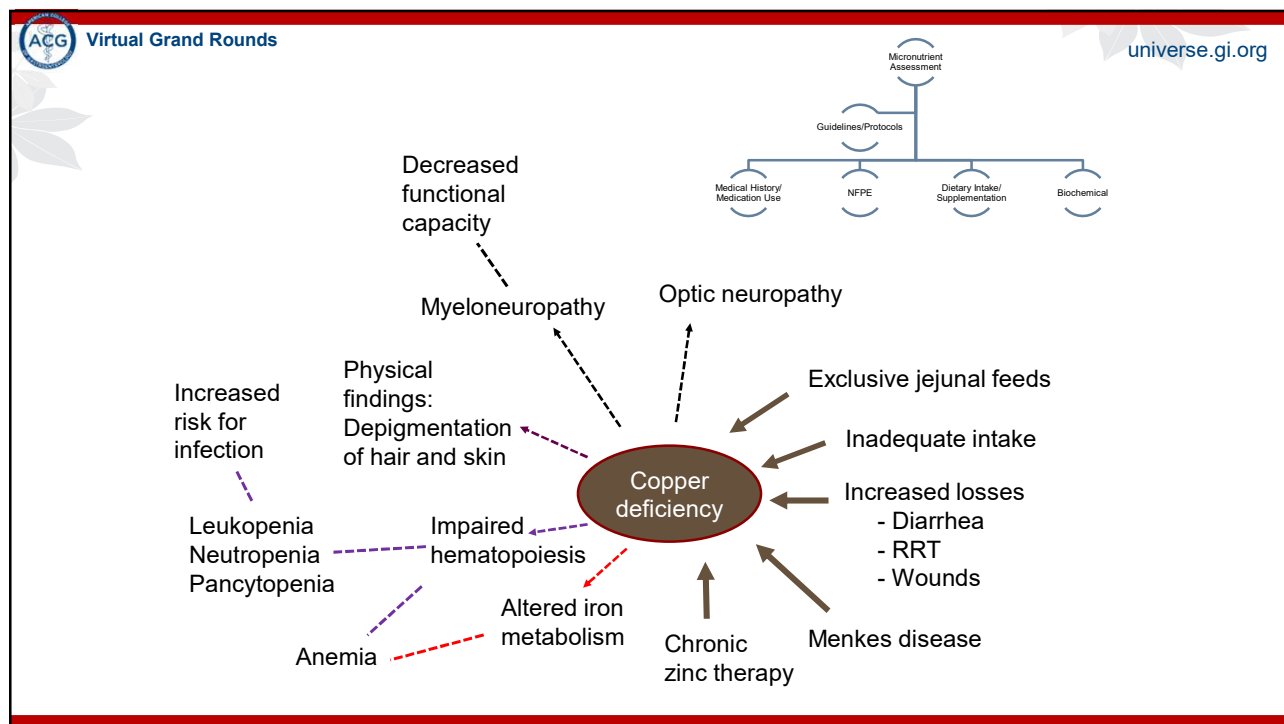 ACG
Virtual Grand Rounds
universe.gi.org
Micronutrient
Assessment
Guidelines/Protocols
Medical History/
Medication Use
NFPE
Dietary Intake/
Supplementation
Biochemical
Decreased
functional
capacity
Myeloneuropathy
Optic neuropathy
Physical
findings:
Depigmentation
of hair and skin
Increased
risk for
infection
Leukopenia
Neutropenia
Pancytopenia
Impaired
hematopoiesis
Anemia
Altered iron
metabolism
Copper
deficiency
Exclusive jejunal feeds
Inadequate intake
Increased losses
- Diarrhea
- RRT
- Wounds
Menkes disease
Chronic
zinc therapy